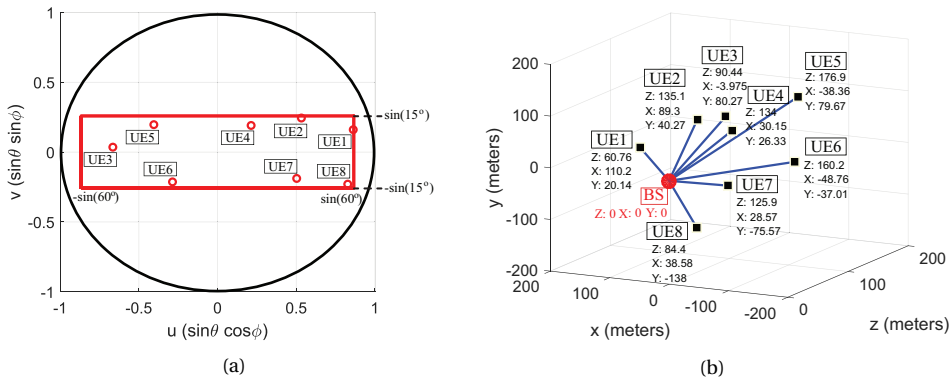 1
0.5
0
-0.5
-1
v (sinθ sinϕ)
-1
-0.5
0
0.5
1
u (sinθ cosϕ)
sin(15°)
-sin(15°)
-sin(60°)
sin(60°)
UE1
UE2
UE3
UE4
UE5
UE6
UE7
UE8
(a)
200
100
0
-100
-200
y (meters)
200
100
0
-100
-200
x (meters)
0
100
200
z (meters)
UE1
Z: 60.76
X: 110.2
Y: 20.14
UE2
Z: 135.1
X: 89.3
Y: 40.27
UE3
Z: 90.44
X: -3.975
Y: 80.27
UE4
Z: 134
X: 30.15
Y: 26.33
UE5
Z: 176.9
X: -38.36
Y: 79.67
UE6
Z: 160.2
X: -48.76
Y: -37.01
UE7
Z: 125.9
X: 28.57
Y: -75.57
UE8
Z: 84.4
X: 38.58
Y: -138
BS
Z: 0 X: 0 Y: 0
(b)